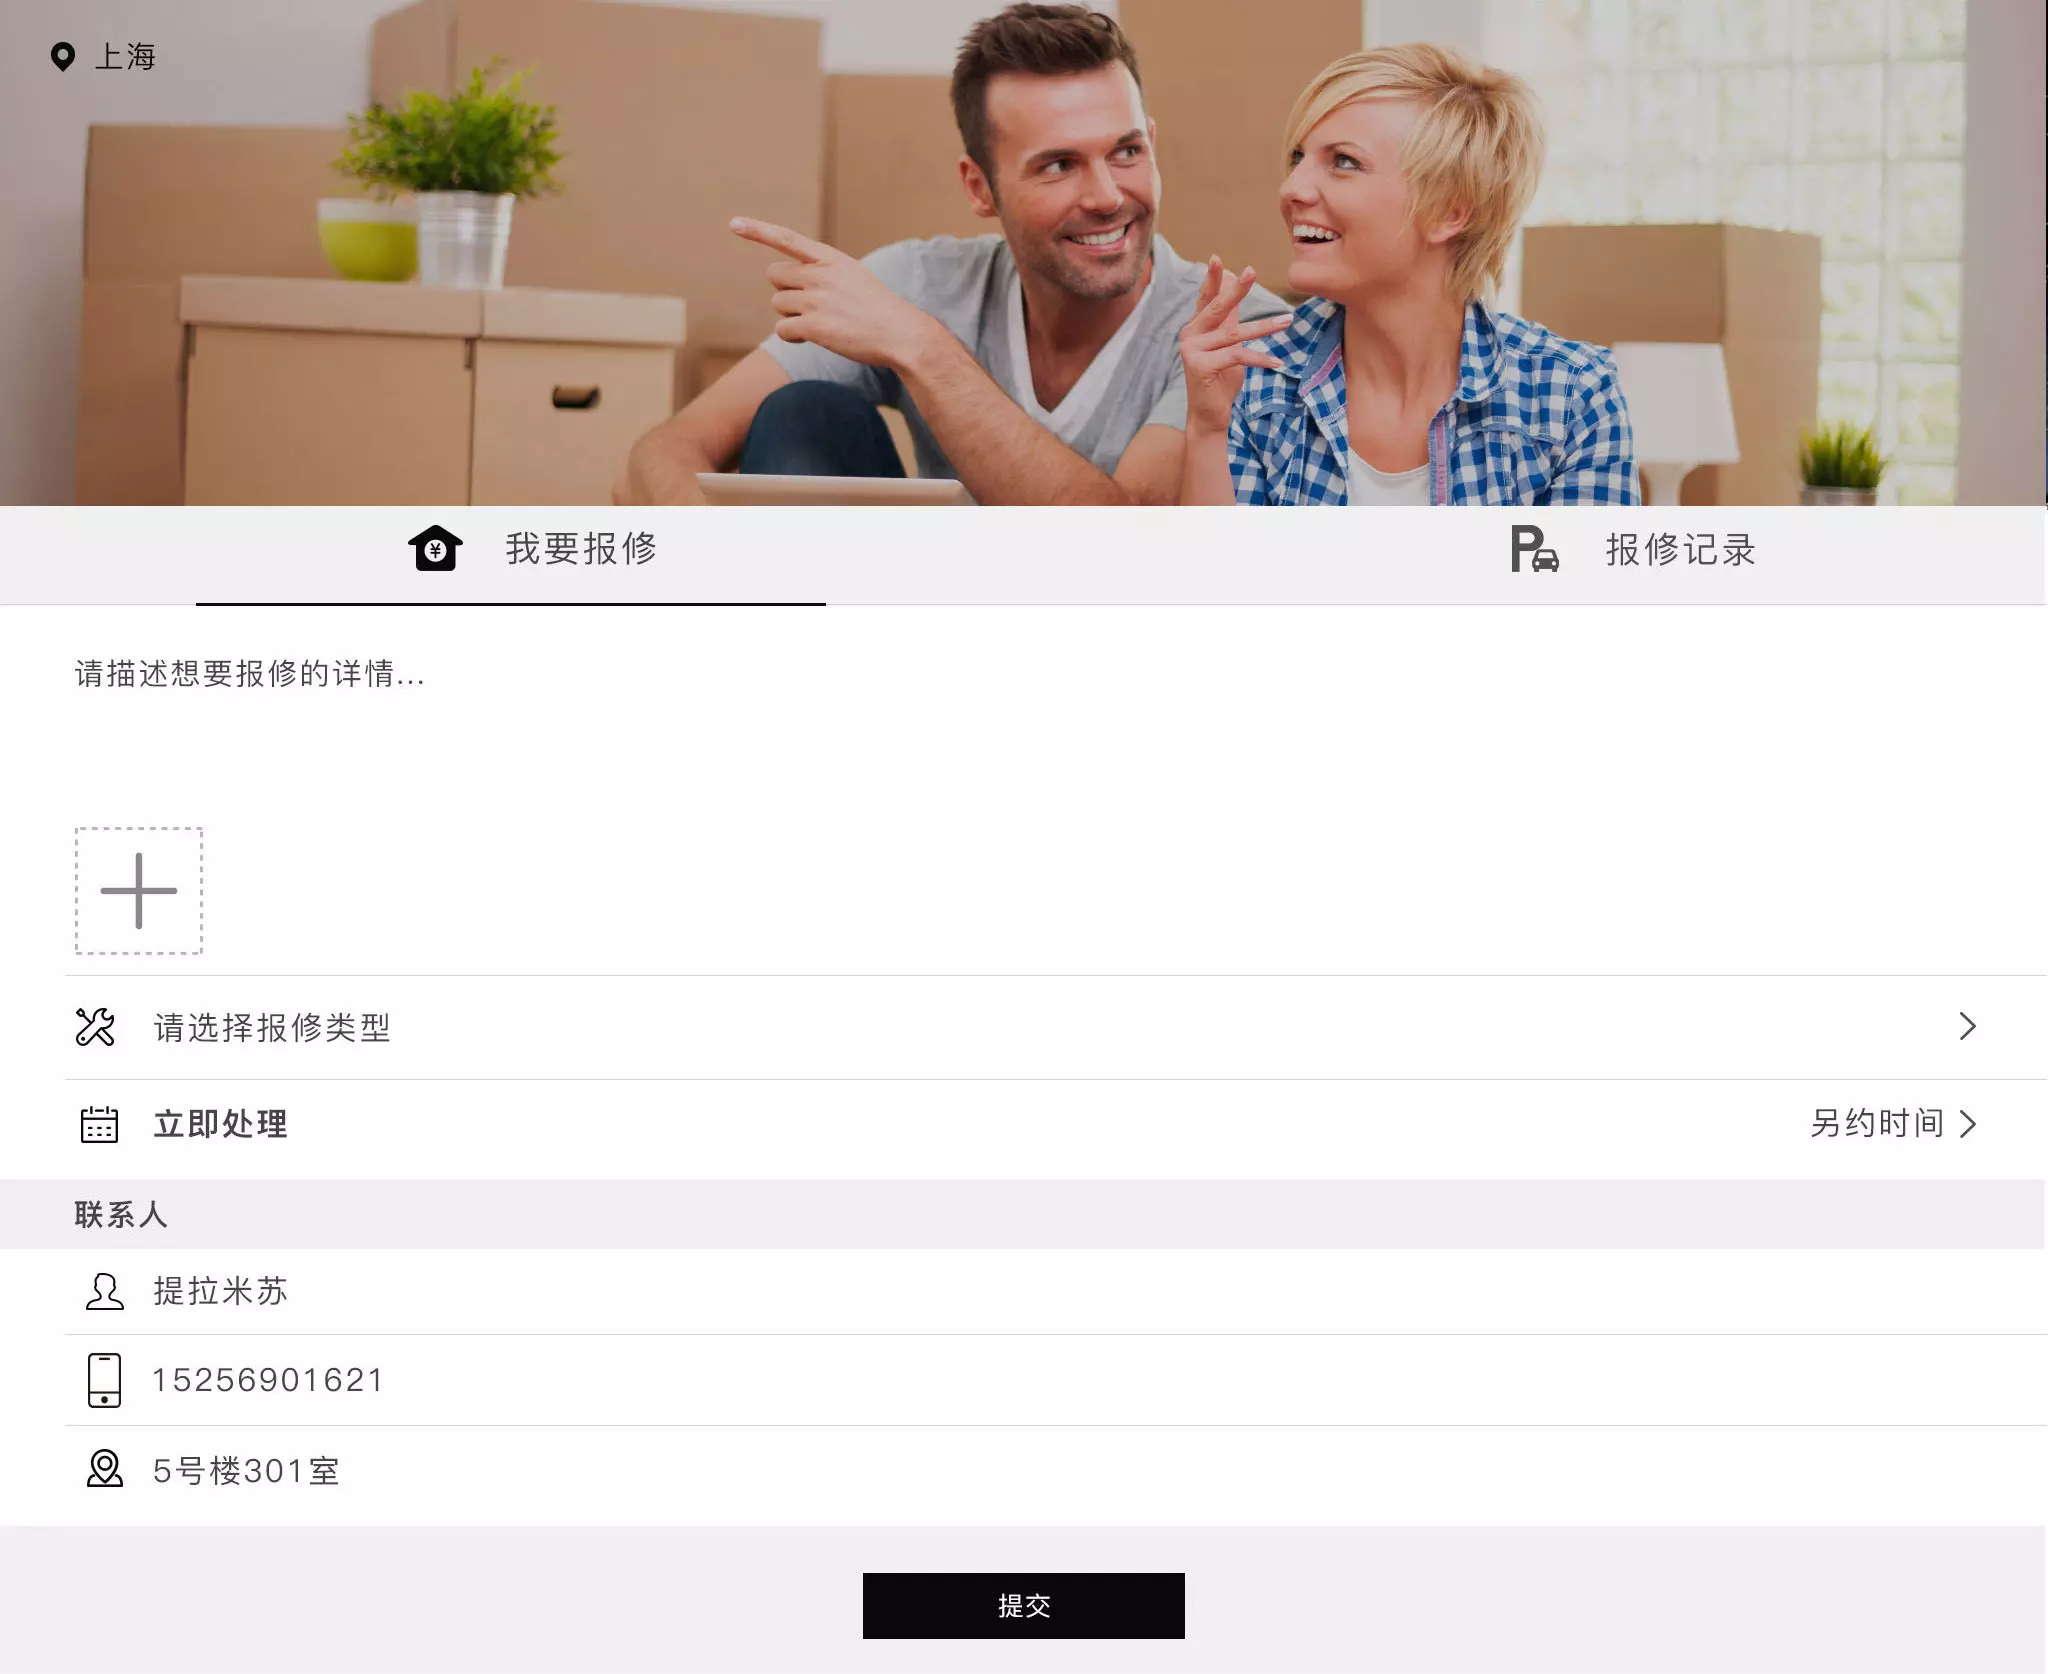 上海
我要报修
报修记录
请描述想要报修的详情...
请选择报修类型
立即处理
另约时间
联系人
提拉米苏
15256901621
5号楼301室
提交